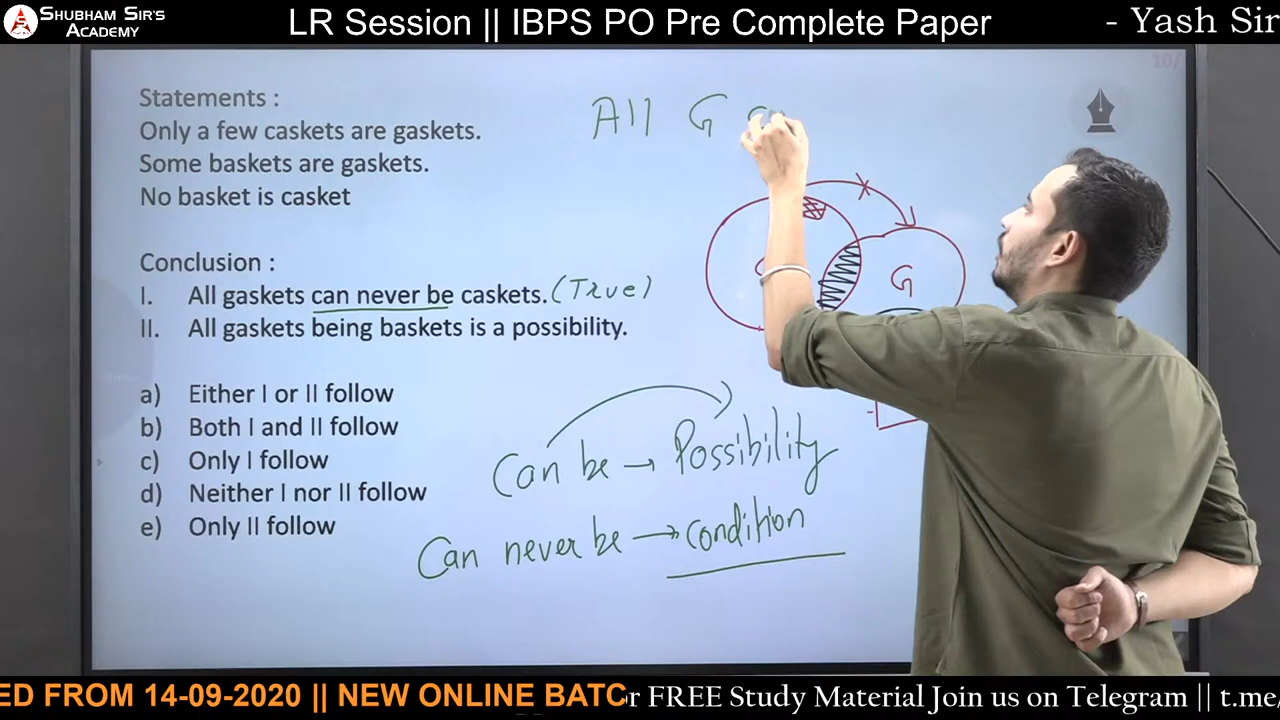 SHUBHAM SIR'S
ACADEMY
LR Session || IBPS PO Pre Complete Paper
- Yash Sir
10/
Statements :
Only a few caskets are gaskets.
Some baskets are gaskets.
No basket is casket
All G
G
Conclusion :
I. All gaskets can never be caskets. (True)
II. All gaskets being baskets is a possibility.
a) Either I or II follow
b) Both I and II follow
c) Only I follow
d) Neither I nor II follow
e) Only II follow
Can be → Possibility
Can never be → condition
ED FROM 14-09-2020 || NEW ONLINE BATC
or FREE Study Material Join us on Telegram || t.me/